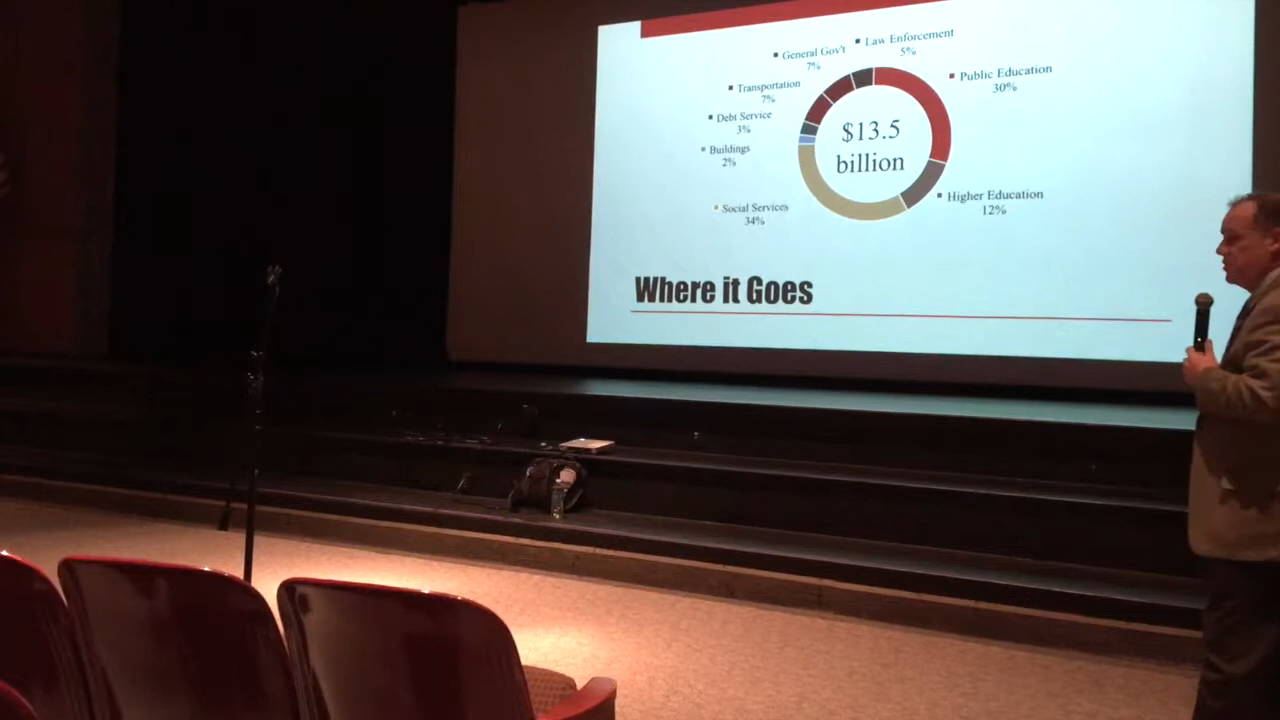 Law Enforcement
5%
General Gov't
7%
Public Education
30%
Transportation
7%
Debt Service
3%
$13.5
billion
Buildings
2%
Higher Education
12%
Social Services
34%
Where it Goes